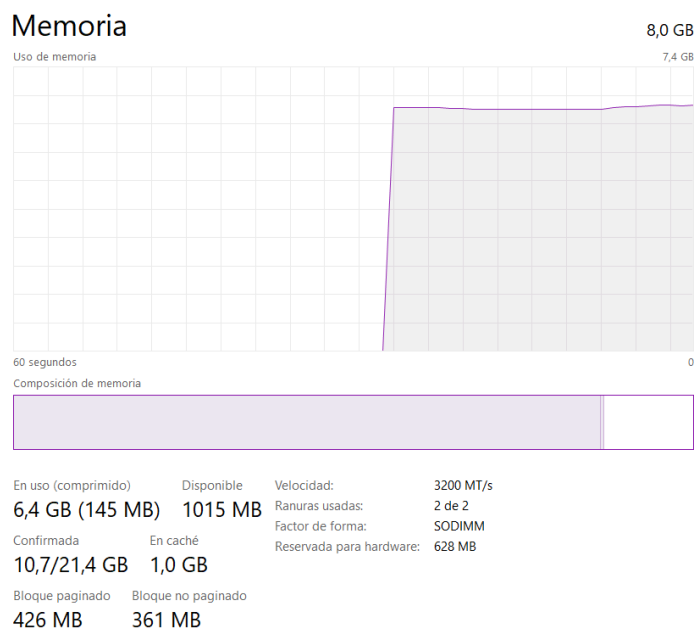 Memoria
8,0 GB
Uso de memoria
7,4 GB
60 segundos
0
Composición de memoria
En uso (comprimido)
6,4 GB (145 MB)
Disponible
1015 MB
Confirmada
10,7/21,4 GB
En caché
1,0 GB
Bloque paginado
426 MB
Bloque no paginado
361 MB
Velocidad: 3200 MT/s
Ranuras usadas: 2 de 2
Factor de forma: SODIMM
Reservada para hardware: 628 MB